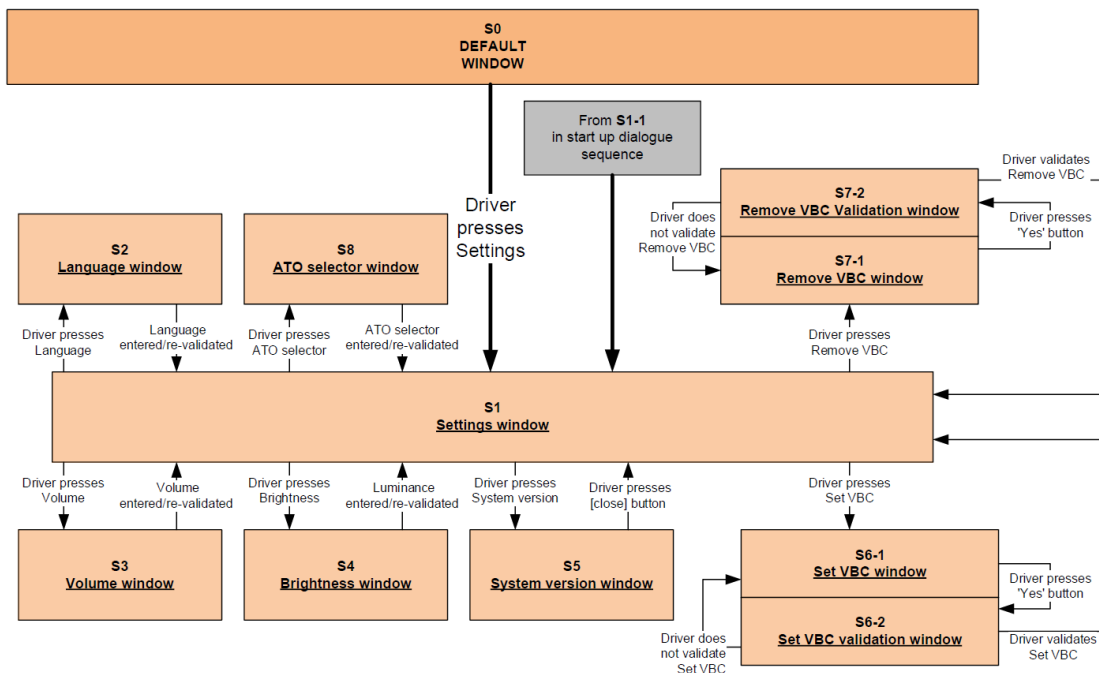 S0
DEFAULT
WINDOW
From S1-1
in start up dialogue
sequence
Driver
presses
Settings
Driver validates
Remove VBC
S7-2
Remove VBC Validation window
Driver does
not validate
Remove VBC
Driver presses
'Yes' button
S7-1
Remove VBC window
S2
Language window
S8
ATO selector window
Driver presses
Language
Language
entered/re-validated
Driver presses
ATO selector
ATO selector
entered/re-validated
Driver presses
Remove VBC
S1
Settings window
Driver presses
Volume
Volume
entered/re-validated
Driver presses
Brightness
Luminance
entered/re-validated
Driver presses
System version
Driver presses
[close] button
Driver presses
Set VBC
S3
Volume window
S4
Brightness window
S5
System version window
S6-1
Set VBC window
Driver presses
'Yes' button
S6-2
Set VBC validation window
Driver does
not validate
Set VBC
Driver validates
Set VBC